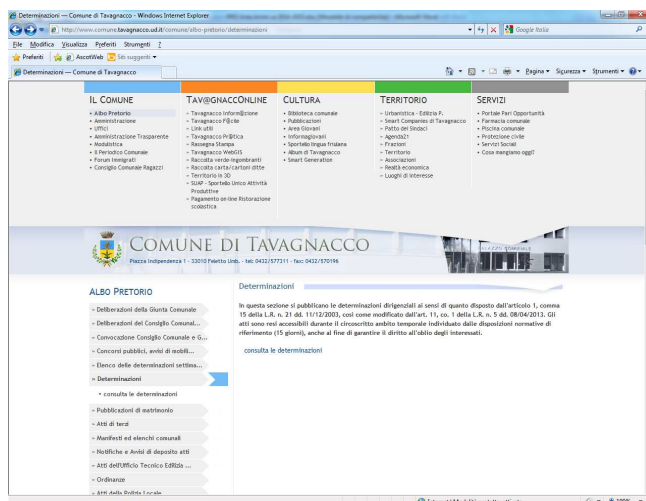 Determinazioni — Comune di Tavagnacco - Windows Internet Explorer
http://www.comune.tavagnacco.ud.it/comune/albo-pretorio/determinazioni
Google Italia
File Modifica Visualizza Preferiti Strumenti ?
Preferiti AscotWeb Siti suggeriti
Determinazioni — Comune di Tavagnacco
Pagina Sicurezza Strumenti
IL COMUNE
• Albo Pretorio
• Amministrazione
• Uffici
• Amministrazione Trasparente
• Modulistica
• Il Periodico Comunale
• Forum Immigrati
• Consiglio Comunale Ragazzi
TAV@GNACCONLINE
- Tavagnacco Inform@zione
- Tavagnacco F@cile
- Link utili
- Tavagnacco Pr@tica
- Rassegna Stampa
- Tavagnacco WebGIS
- Raccolta verde-ingombranti
- Raccolta carta/cartoni ditte
- Territorio in 3D
- SUAP - Sportello Unico Attività
Produttive
- Pagamento on-line Ristorazione
scolastica
CULTURA
• Biblioteca comunale
• Pubblicazioni
• Area Giovani
• Informagiovani
• Sportello lingua friulana
• Album di Tavagnacco
• Smart Generation
TERRITORIO
- Urbanistica - Edilizia P.
- Smart Companies di Tavagnacco
- Patto dei Sindaci
- Agenda21
- Frazioni
- Territorio
- Associazioni
- Realtà economica
- Luoghi di interesse
SERVIZI
• Portale Pari Opportunità
• Farmacia comunale
• Piscina comunale
• Protezione civile
• Servizi Sociali
• Cosa mangiamo oggi?
COMUNE DI TAVAGNACCO
Piazza Indipendenza 1 - 33010 Feletto Umb. - tel: 0432/577311 - fax: 0432/570196
PALAZZO COMUNALE
ALBO PRETORIO
» Deliberazioni della Giunta Comunale
» Deliberazioni del Consiglio Comunal...
» Convocazione Consiglio Comunale e G...
» Concorsi pubblici, avvisi di mobili...
» Elenco delle determinazioni settima...
» Determinazioni
• consulta le determinazioni
» Pubblicazioni di matrimonio
» Atti di terzi
» Manifesti ed elenchi comunali
» Notifiche e Avvisi di deposito atti
» Atti dell'Ufficio Tecnico Edilizia ...
» Ordinanze
» Atti della Polizia Locale
Determinazioni
In questa sezione si pubblicano le determinazioni dirigenziali ai sensi di quanto disposto dall'articolo 1, comma
15 della L.R. n. 21 dd. 11/12/2003, così come modificato dall'art. 11, co. 1 della L.R. n. 5 dd. 08/04/2013. Gli
atti sono resi accessibili durante il circoscritto ambito temporale individuato dalle disposizioni normative di
riferimento (15 giorni), anche al fine di garantire il diritto all'oblio degli interessati.
consulta le determinazioni